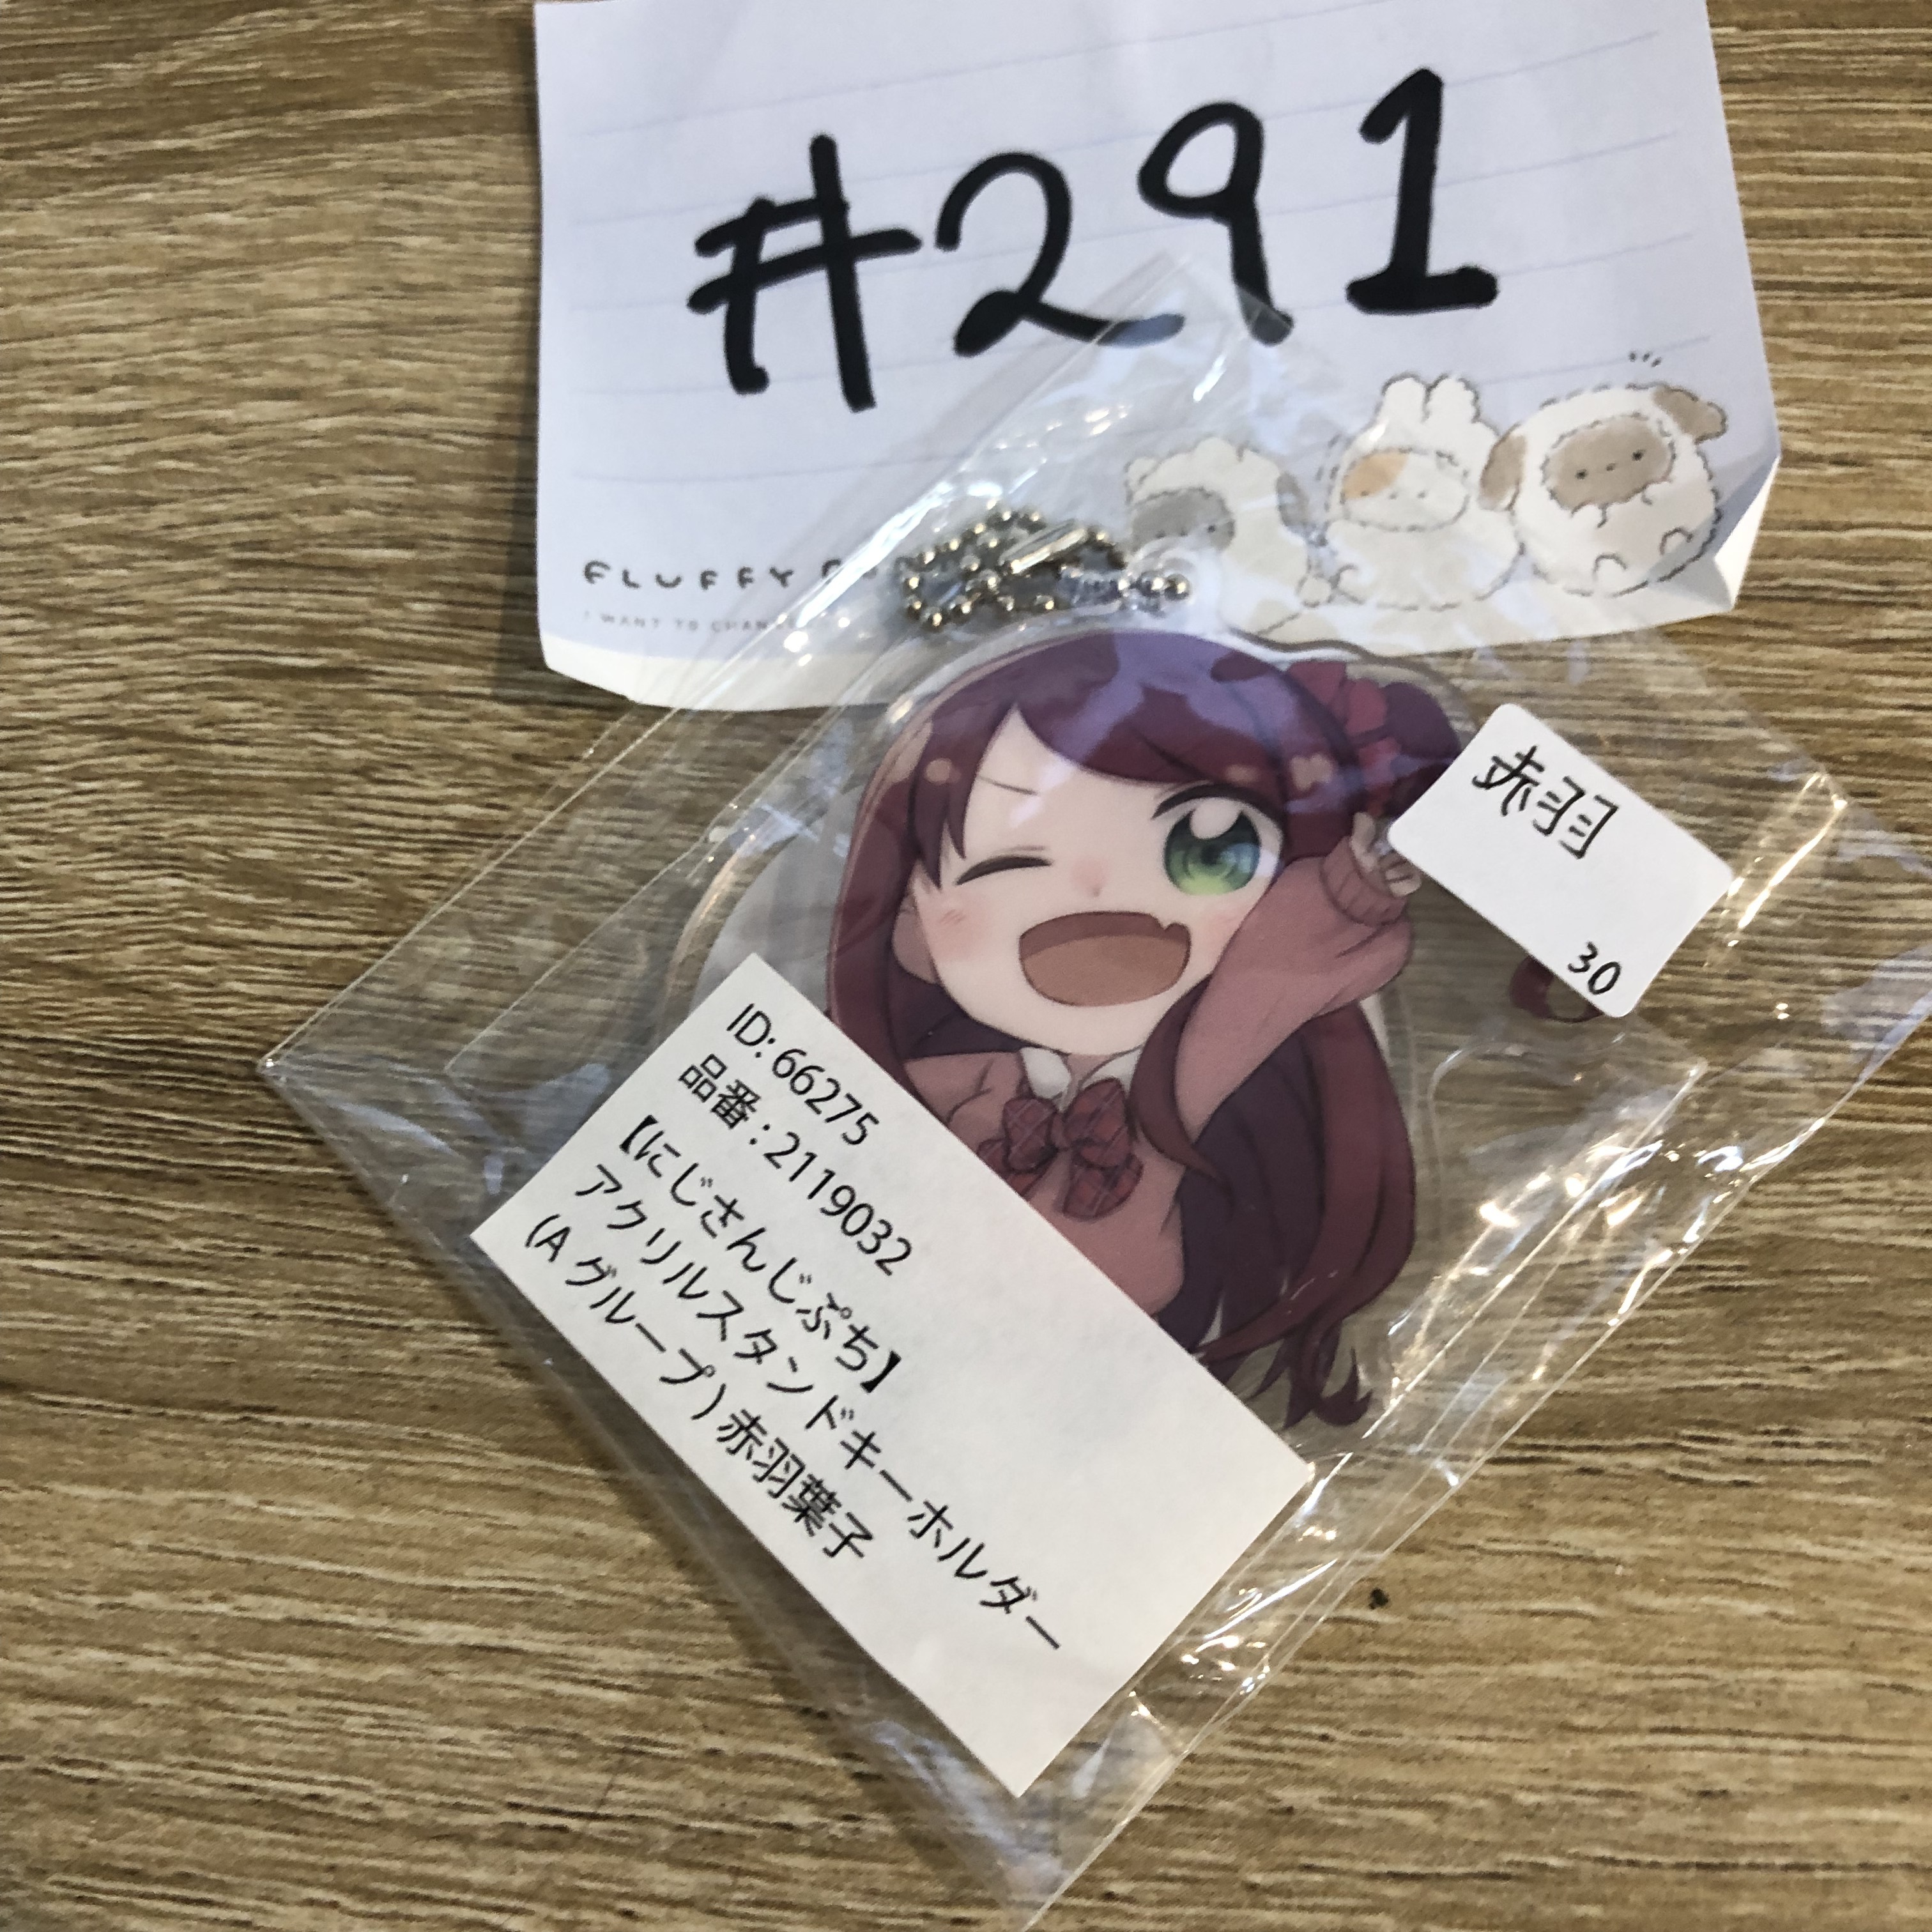 #291
FLUFFY
I WANT TO
赤羽
30
ID: 66275
品番 : 2119032
【にじさんじぷち】
アクリルスタンドキーホルダー
(A グループ ) 赤羽葉子